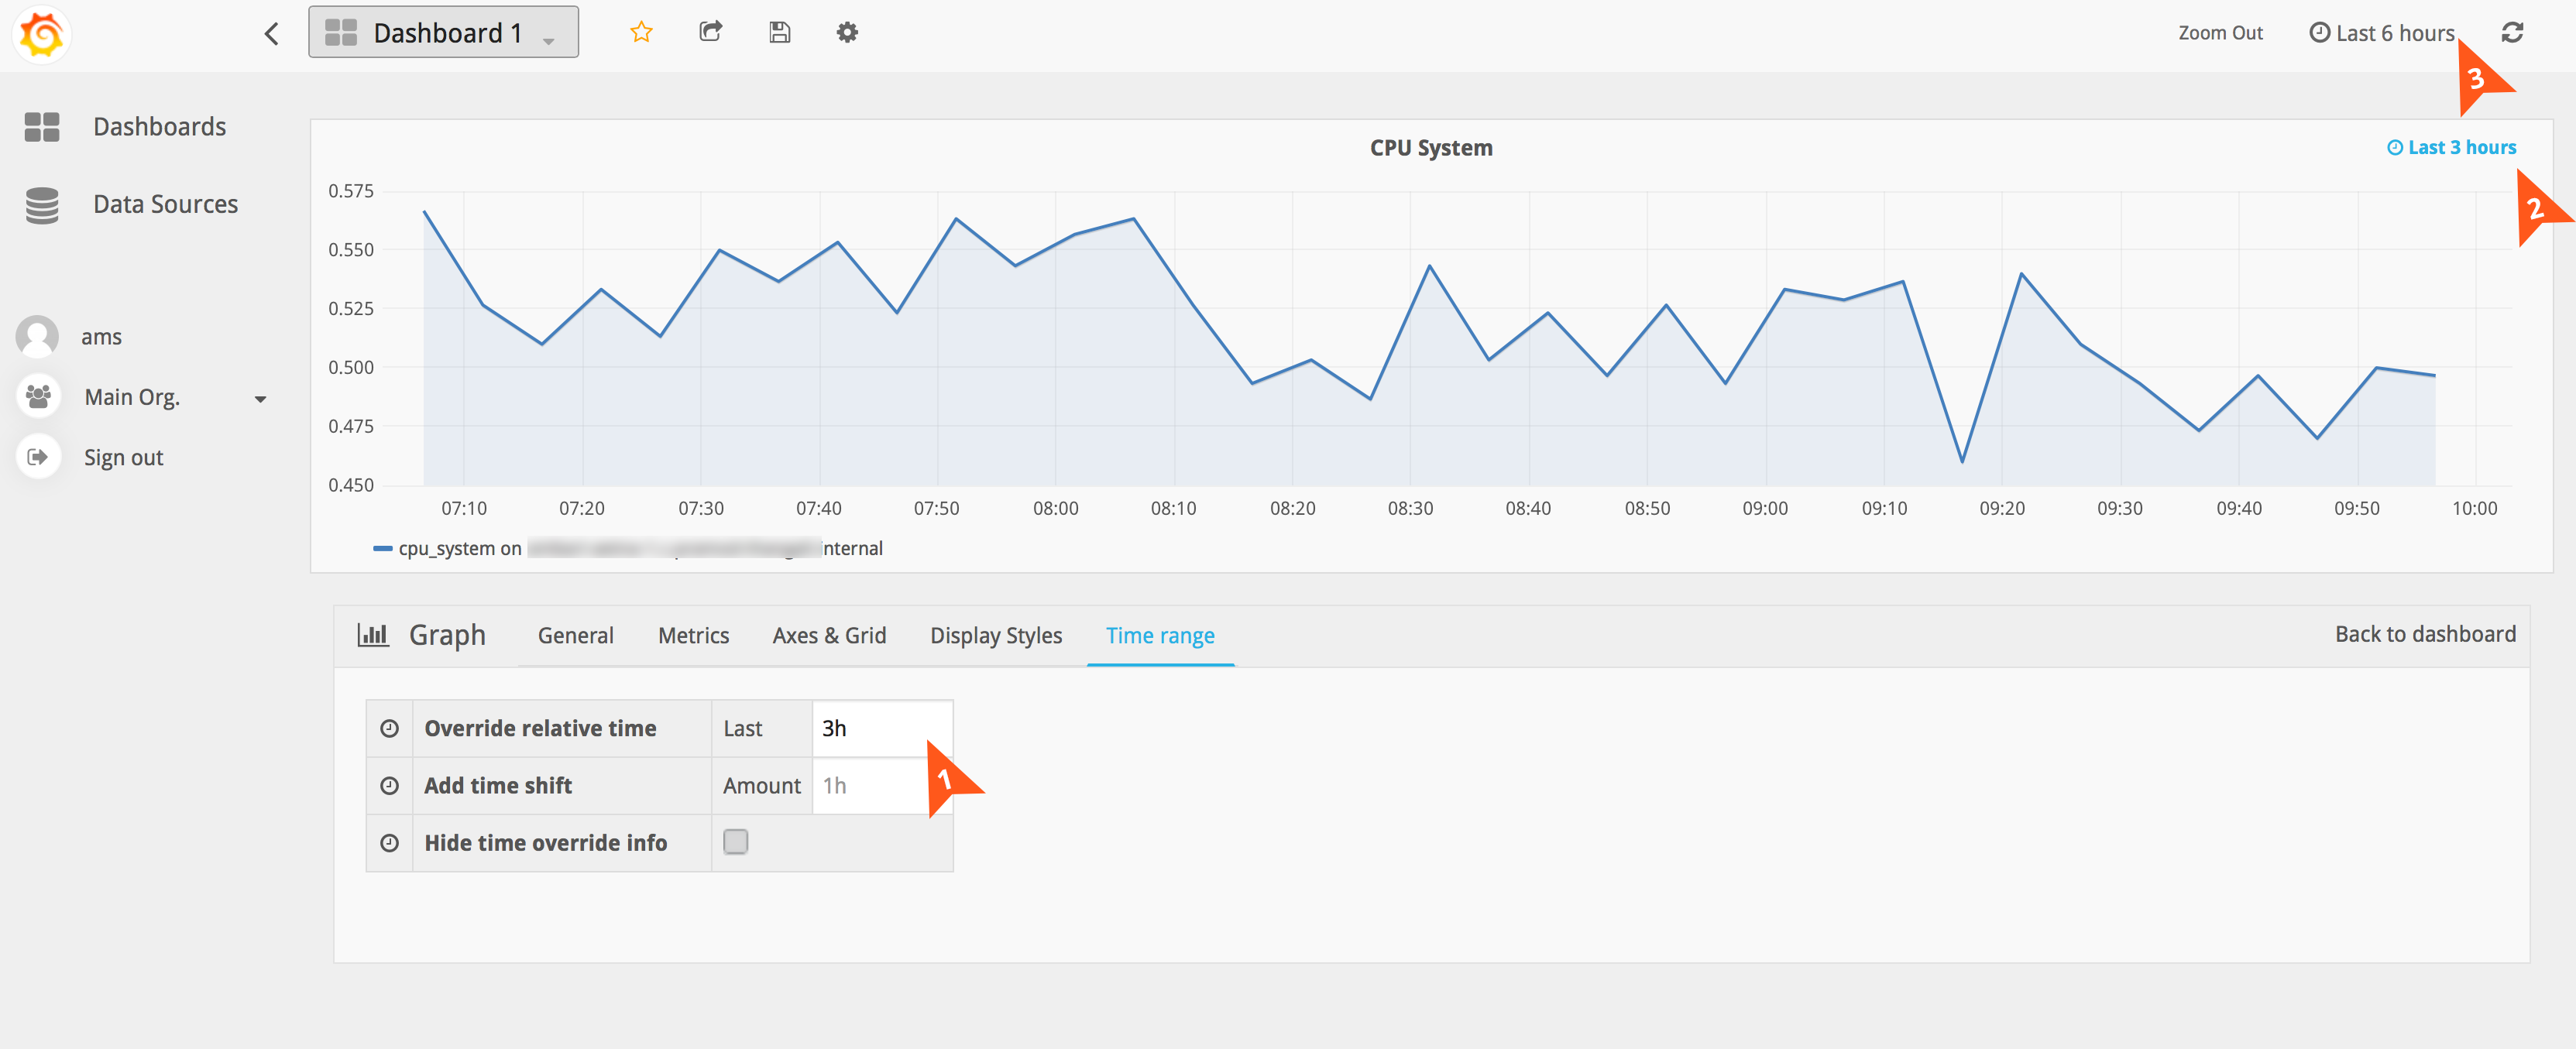 Dashboard 1
Zoom Out
Last 6 hours
3
Dashboards
Data Sources
ams
Main Org.
Sign out
CPU System
Last 3 hours
2
0.575
0.550
0.525
0.500
0.475
0.450
07:10 07:20 07:30 07:40 07:50 08:00 08:10 08:20 08:30 08:40 08:50 09:00 09:10 09:20 09:30 09:40 09:50 10:00
cpu_system on internal
Graph General Metrics Axes & Grid Display Styles Time range Back to dashboard
Override relative time Last 3h
1
Add time shift Amount 1h
Hide time override info